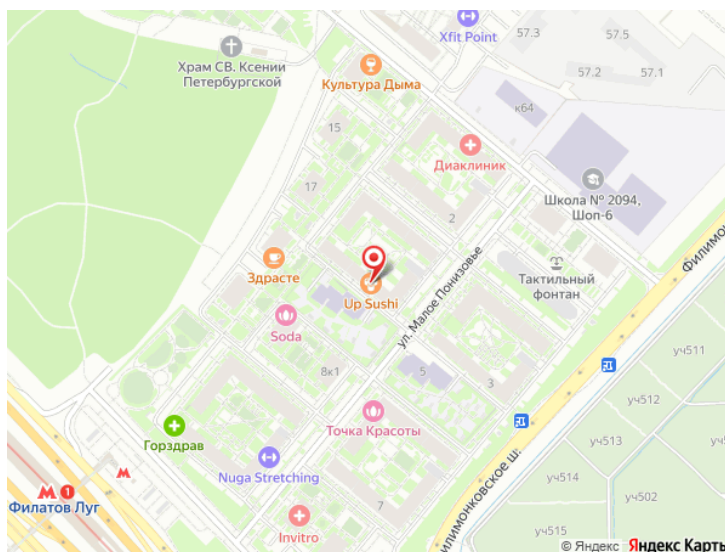 Xfit Point
57.3
57.5
57.2
57.1
Храм СВ. Ксении
Петербургской
Культура Дыма
к64
15
Диаклиник
17
2
Школа № 2094,
Шоп-6
Здрасте
Up Sushi
ул. Малое Понизовье
Тактильный
фонтан
Филимо
Soda
8к1
5
3
уч511
уч512
уч513
уч514
уч502
уч515
Горздрав
Точка Красоты
Nuga Stretching
7
Invitro
М 1
Филатов Луг
М
Филимонковское ш.
© Яндекс Яндекс Карты